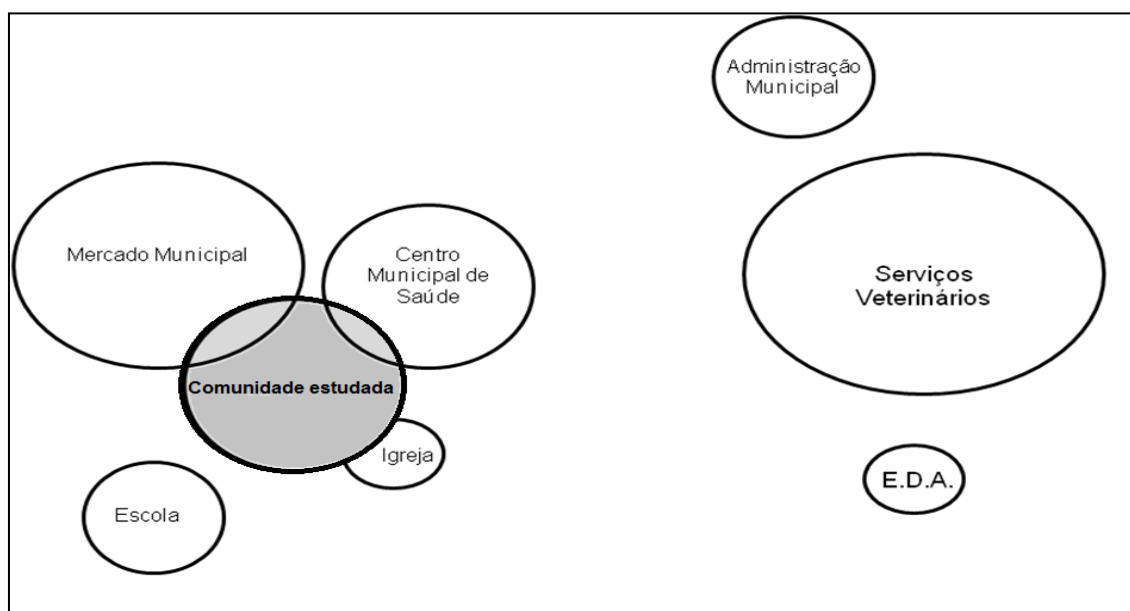 Administração
Municipal
Mercado Municipal
Centro
Municipal de
Saúde
Serviços
Veterinários
Comunidade estudada
Igreja
E.D.A.
Escola